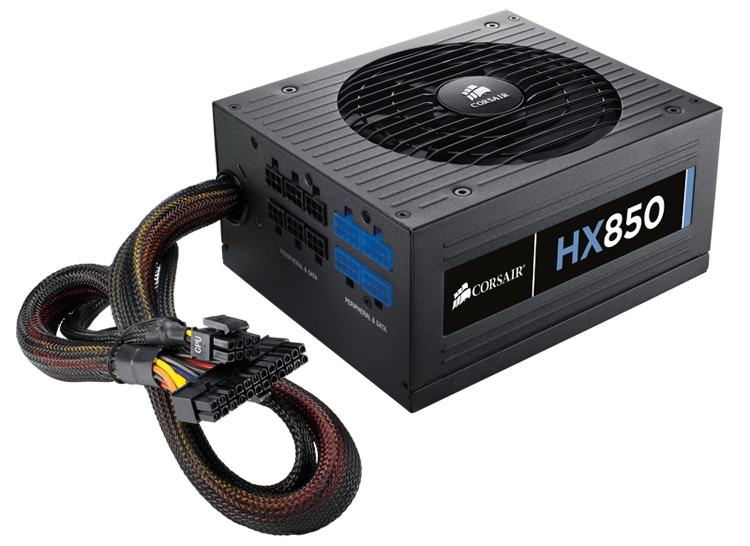 CORSAIR
CORSAIR®
HX850
PERIPHERAL & SATA
PERIPHERAL & SATA
CPU